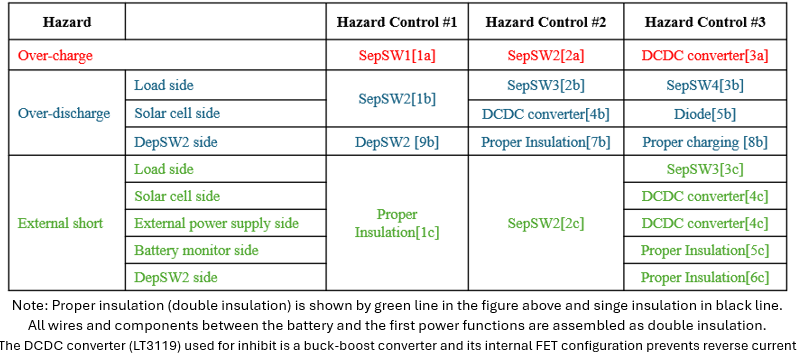 Hazard Hazard Control #1 Hazard Control #2 Hazard Control #3
Over-charge SepSW1[1a] SepSW2[2a] DCDC converter[3a]
Over-discharge Load side SepSW2[1b] SepSW3[2b] SepSW4[3b]
Solar cell side DCDC converter[4b] Diode[5b]
DepSW2 side DepSW2 [9b] Proper Insulation[7b] Proper charging [8b]
External short Load side Proper Insulation[1c] SepSW2[2c] SepSW3[3c]
Solar cell side DCDC converter[4c]
External power supply side DCDC converter[4c]
Battery monitor side Proper Insulation[5c]
DepSW2 side Proper Insulation[6c]
Note: Proper insulation (double insulation) is shown by green line in the figure above and singe insulation in black line.
All wires and components between the battery and the first power functions are assembled as double insulation.
The DCDC converter (LT3119) used for inhibit is a buck-boost converter and its internal FET configuration prevents reverse current